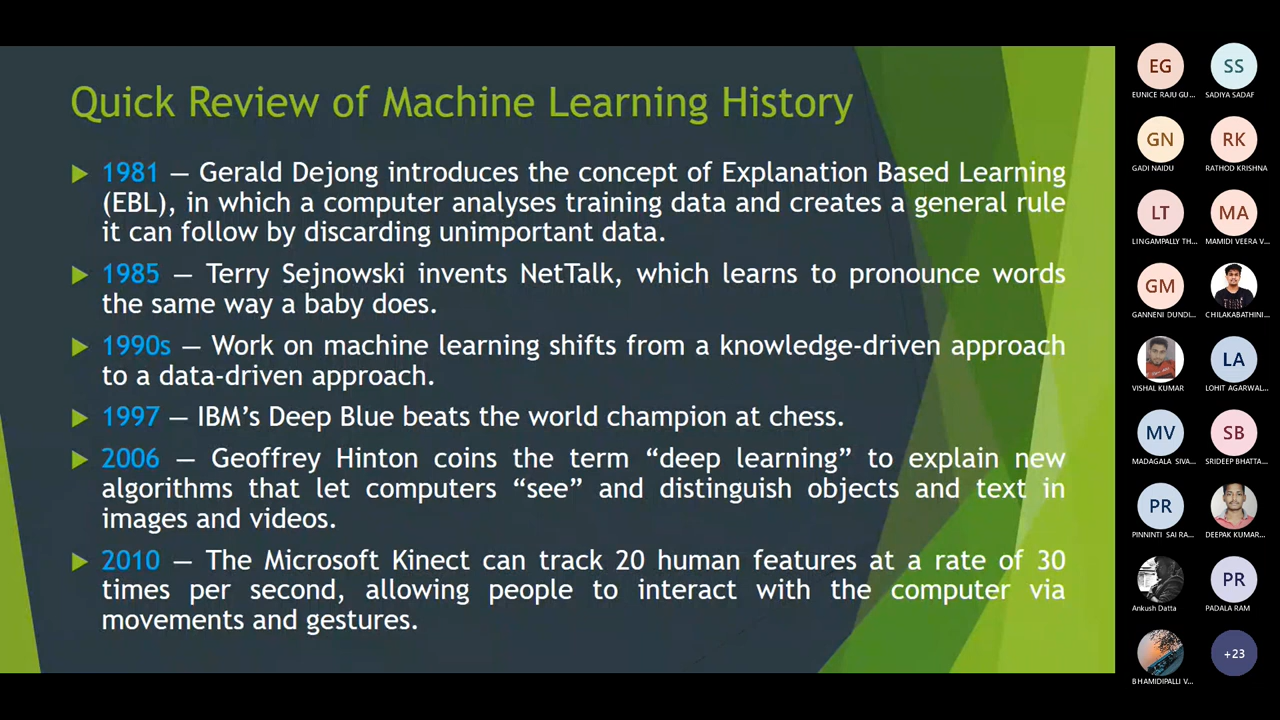 Quick Review of Machine Learning History
1981 — Gerald Dejong introduces the concept of Explanation Based Learning
(EBL), in which a computer analyses training data and creates a general rule
it can follow by discarding unimportant data.
1985 — Terry Sejnowski invents NetTalk, which learns to pronounce words
the same way a baby does.
1990s — Work on machine learning shifts from a knowledge-driven approach
to a data-driven approach.
1997 — IBM’s Deep Blue beats the world champion at chess.
2006 — Geoffrey Hinton coins the term “deep learning” to explain new
algorithms that let computers “see” and distinguish objects and text in
images and videos.
2010 — The Microsoft Kinect can track 20 human features at a rate of 30
times per second, allowing people to interact with the computer via
movements and gestures.
EG SS
EUNICE RAJU GU... SADIYA SADAF
GN RK
GADI NAIDU RATHOD KRISHNA
LT MA
LINGAMPALLY TH... MAMIDI VEERA V...
GM
GANNENI DUNDI... CHILAKABATHINI...
LA
VISHAL KUMAR LOHIT AGARWAL...
MV SB
MADAGALA SIVA... SRIDEEP BHATTA...
PR
PINNINTI SAI RA... DEEPAK KUMAR...
PR
Ankush Datta PADALA RAM
+23
BHAMIDIPALLI V...